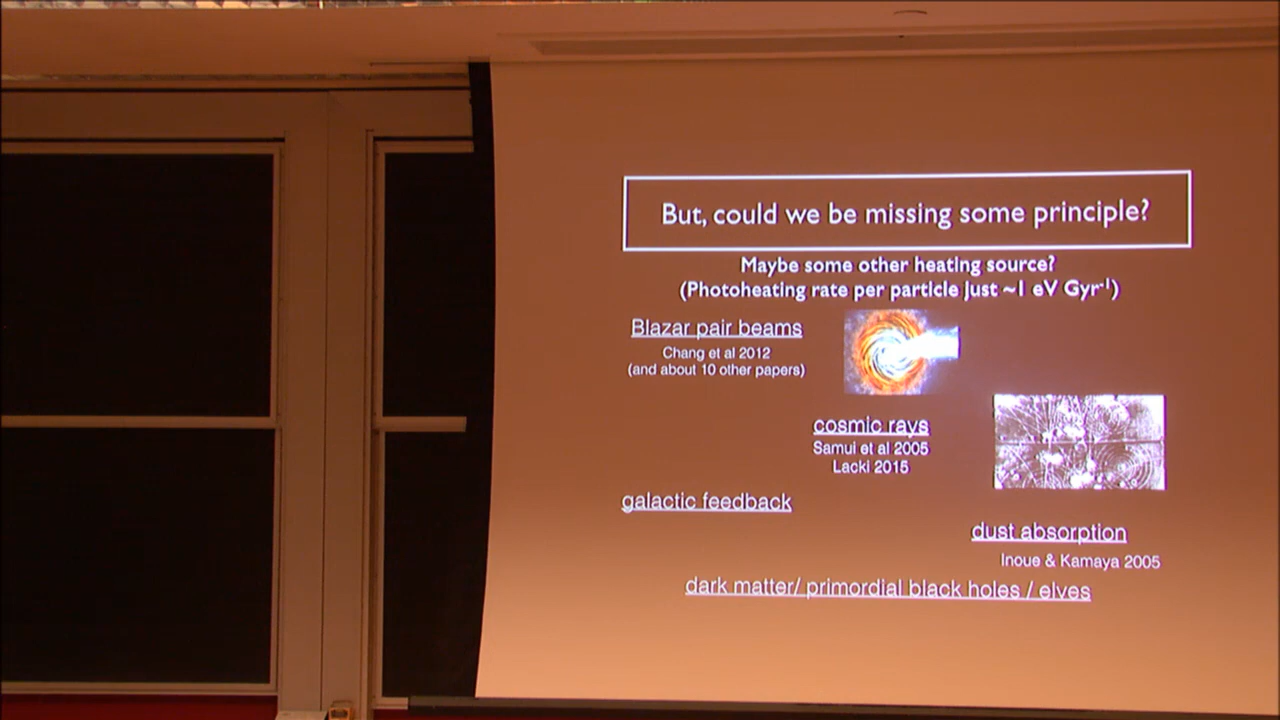 But, could we be missing some principle?
Maybe some other heating source?
(Photoheating rate per particle just ~1 eV Gyr⁻¹)
Blazar pair beams
Chang et al 2012
(and about 10 other papers)
cosmic rays
Samui et al 2005
Lacki 2015
galactic feedback
dust absorption
Inoue & Kamaya 2005
dark matter/ primordial black holes / elves